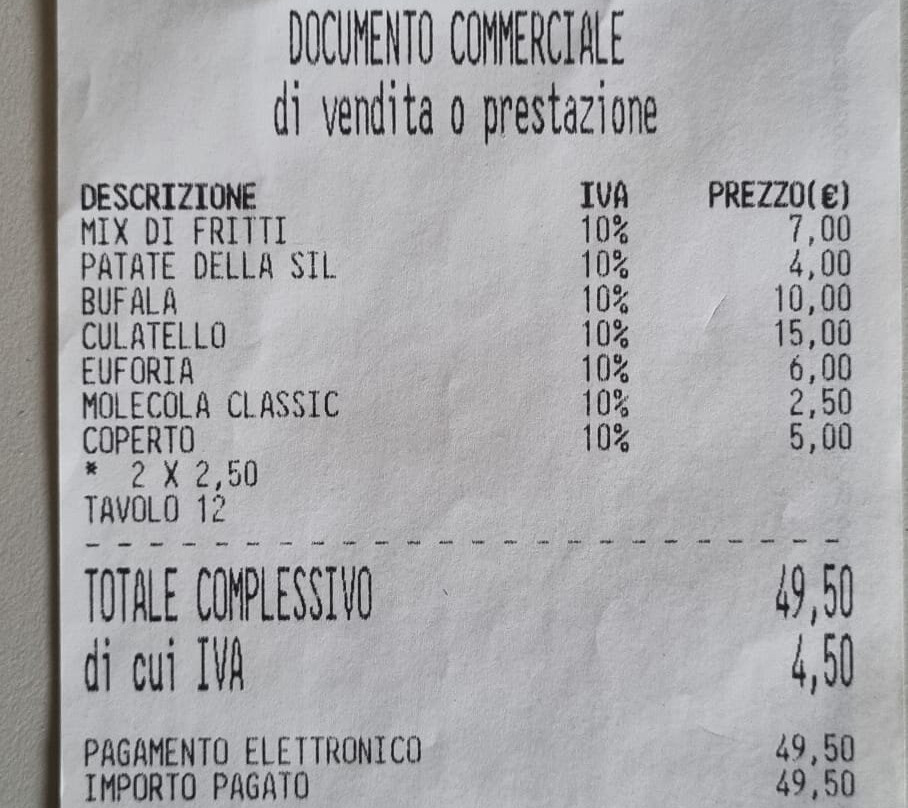 DOCUMENTO COMMERCIALE
di vendita o prestazione
DESCRIZIONE IVA PREZZO(€)
MIX DI FRITTI 10% 7,00
PATATE DELLA SIL 10% 4,00
BUFALA 10% 10,00
CULATELLO 10% 15,00
EUFORIA 10% 6,00
MOLECOLA CLASSIC 10% 2,50
COPERTO 10% 5,00
* 2 X 2,50
TAVOLO 12
TOTALE COMPLESSIVO 49,50
di cui IVA 4,50
PAGAMENTO ELETTRONICO 49,50
IMPORTO PAGATO 49,50